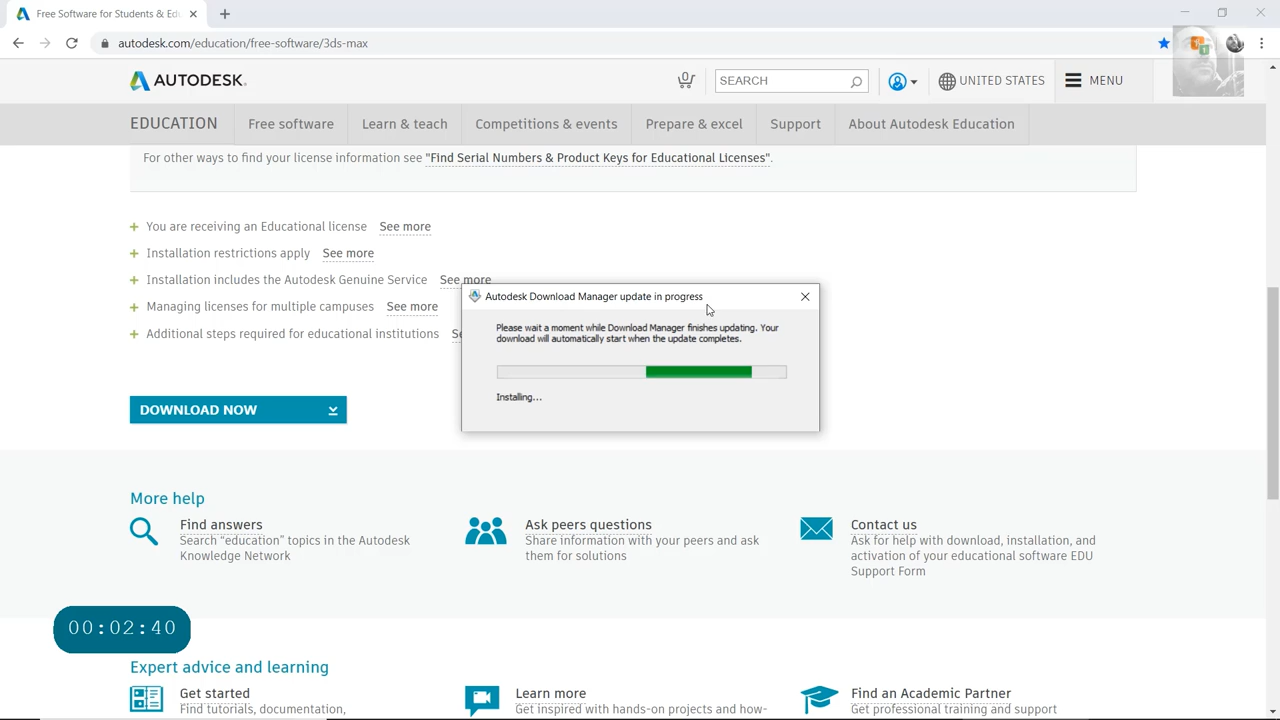 Free Software for Students & Edu
autodesk.com/education/free-software/3ds-max
AUTODESK.
0
SEARCH
UNITED STATES
MENU
EDUCATION
Free software
Learn & teach
Competitions & events
Prepare & excel
Support
About Autodesk Education
For other ways to find your license information see "Find Serial Numbers & Product Keys for Educational Licenses".
+ You are receiving an Educational license See more
+ Installation restrictions apply See more
+ Installation includes the Autodesk Genuine Service See more
+ Managing licenses for multiple campuses See more
+ Additional steps required for educational institutions Se
Autodesk Download Manager update in progress
Please wait a moment while Download Manager finishes updating. Your
download will automatically start when the update completes.
Installing...
DOWNLOAD NOW
More help
Find answers
Search “education” topics in the Autodesk
Knowledge Network
Ask peers questions
Share information with your peers and ask
them for solutions
Contact us
Ask for help with download, installation, and
activation of your educational software EDU
Support Form
00:02:40
Expert advice and learning
Get started
Find tutorials, documentation,
Learn more
Get inspired with hands-on projects and how-
Find an Academic Partner
Get professional training and support